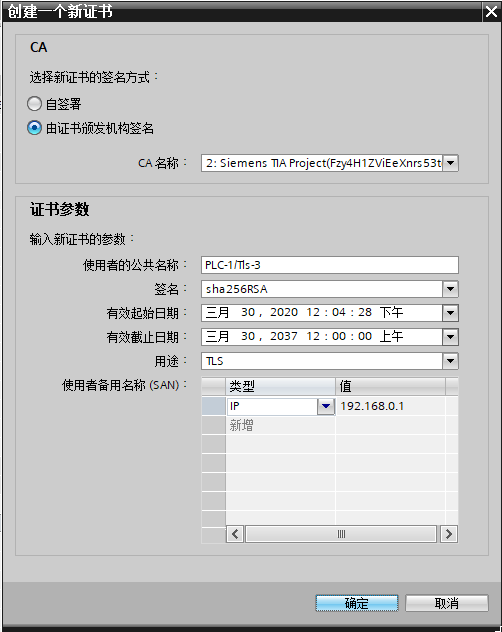 创建一个新证书
CA
选择新证书的签名方式：
自签署
由证书颁发机构签名
CA 名称： 2: Siemens TIA Project(Fzy4H1ZViEeXnrs53t
证书参数
输入新证书的参数：
使用者的公共名称： PLC-1/Tls-3
签名： sha256RSA
有效起始日期： 三月 30 , 2020 12 : 04 : 28 下午
有效截止日期： 三月 30 , 2037 12 : 00 : 00 上午
用途： TLS
使用者备用名称 (SAN)： 类型 值
IP 192.168.0.1
新增
确定 取消